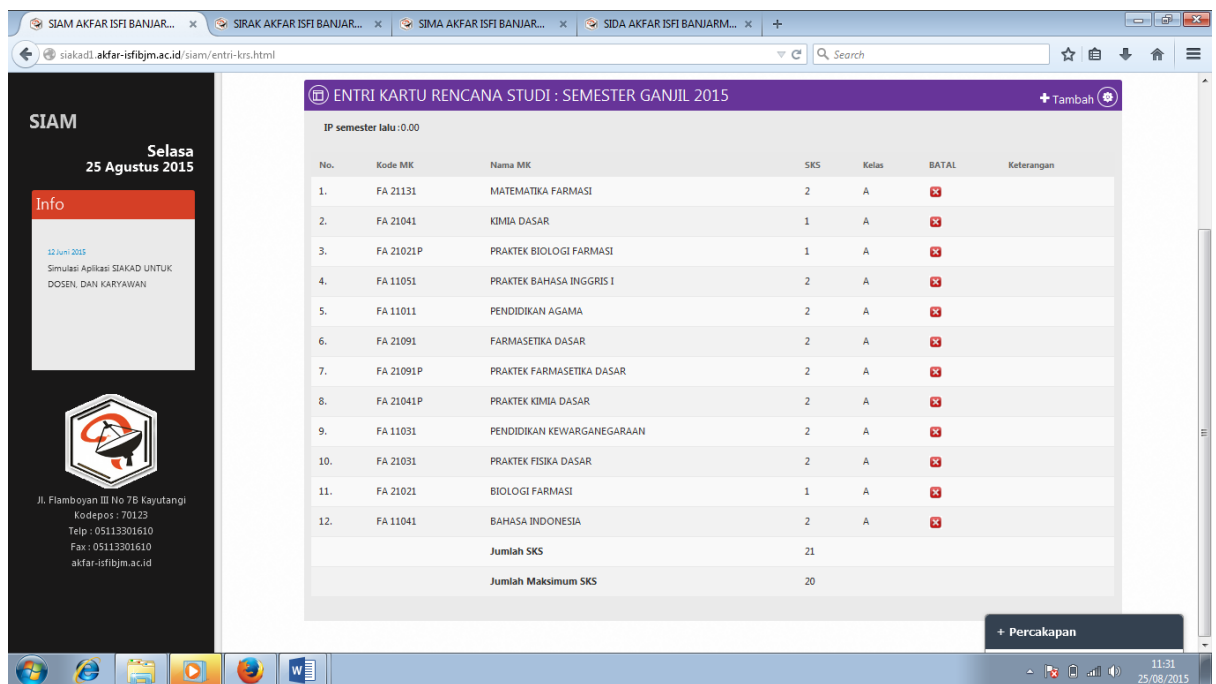 SIAM AKFAR ISFI BANJAR... × SIRAK AKFAR ISFI BANJAR... × SIMA AKFAR ISFI BANJAR... × SIDA AKFAR ISFI BANJARM... × +
siakad1.akfar-isfibjm.ac.id/siam/entri-krs.html Search
SIAM
Selasa
25 Agustus 2015
Info
12 Juni 2015
Simulasi Aplikasi SIAKAD UNTUK
DOSEN, DAN KARYAWAN
Jl. Flamboyan III No 7B Kayutangi
Kodepos : 70123
Telp : 05113301610
Fax : 05113301610
akfar-isfibjm.ac.id
ENTRI KARTU RENCANA STUDI : SEMESTER GANJIL 2015 + Tambah
IP semester lalu :0.00
No. Kode MK Nama MK SKS Kelas BATAL Keterangan
1. FA 21131 MATEMATIKA FARMASI 2 A
2. FA 21041 KIMIA DASAR 1 A
3. FA 21021P PRAKTEK BIOLOGI FARMASI 1 A
4. FA 11051 PRAKTEK BAHASA INGGRIS I 2 A
5. FA 11011 PENDIDIKAN AGAMA 2 A
6. FA 21091 FARMASETIKA DASAR 2 A
7. FA 21091P PRAKTEK FARMASETIKA DASAR 2 A
8. FA 21041P PRAKTEK KIMIA DASAR 2 A
9. FA 11031 PENDIDIKAN KEWARGANEGARAAN 2 A
10. FA 21031 PRAKTEK FISIKA DASAR 2 A
11. FA 21021 BIOLOGI FARMASI 1 A
12. FA 11041 BAHASA INDONESIA 2 A
Jumlah SKS 21
Jumlah Maksimum SKS 20
+ Percakapan
11:31
25/08/2015